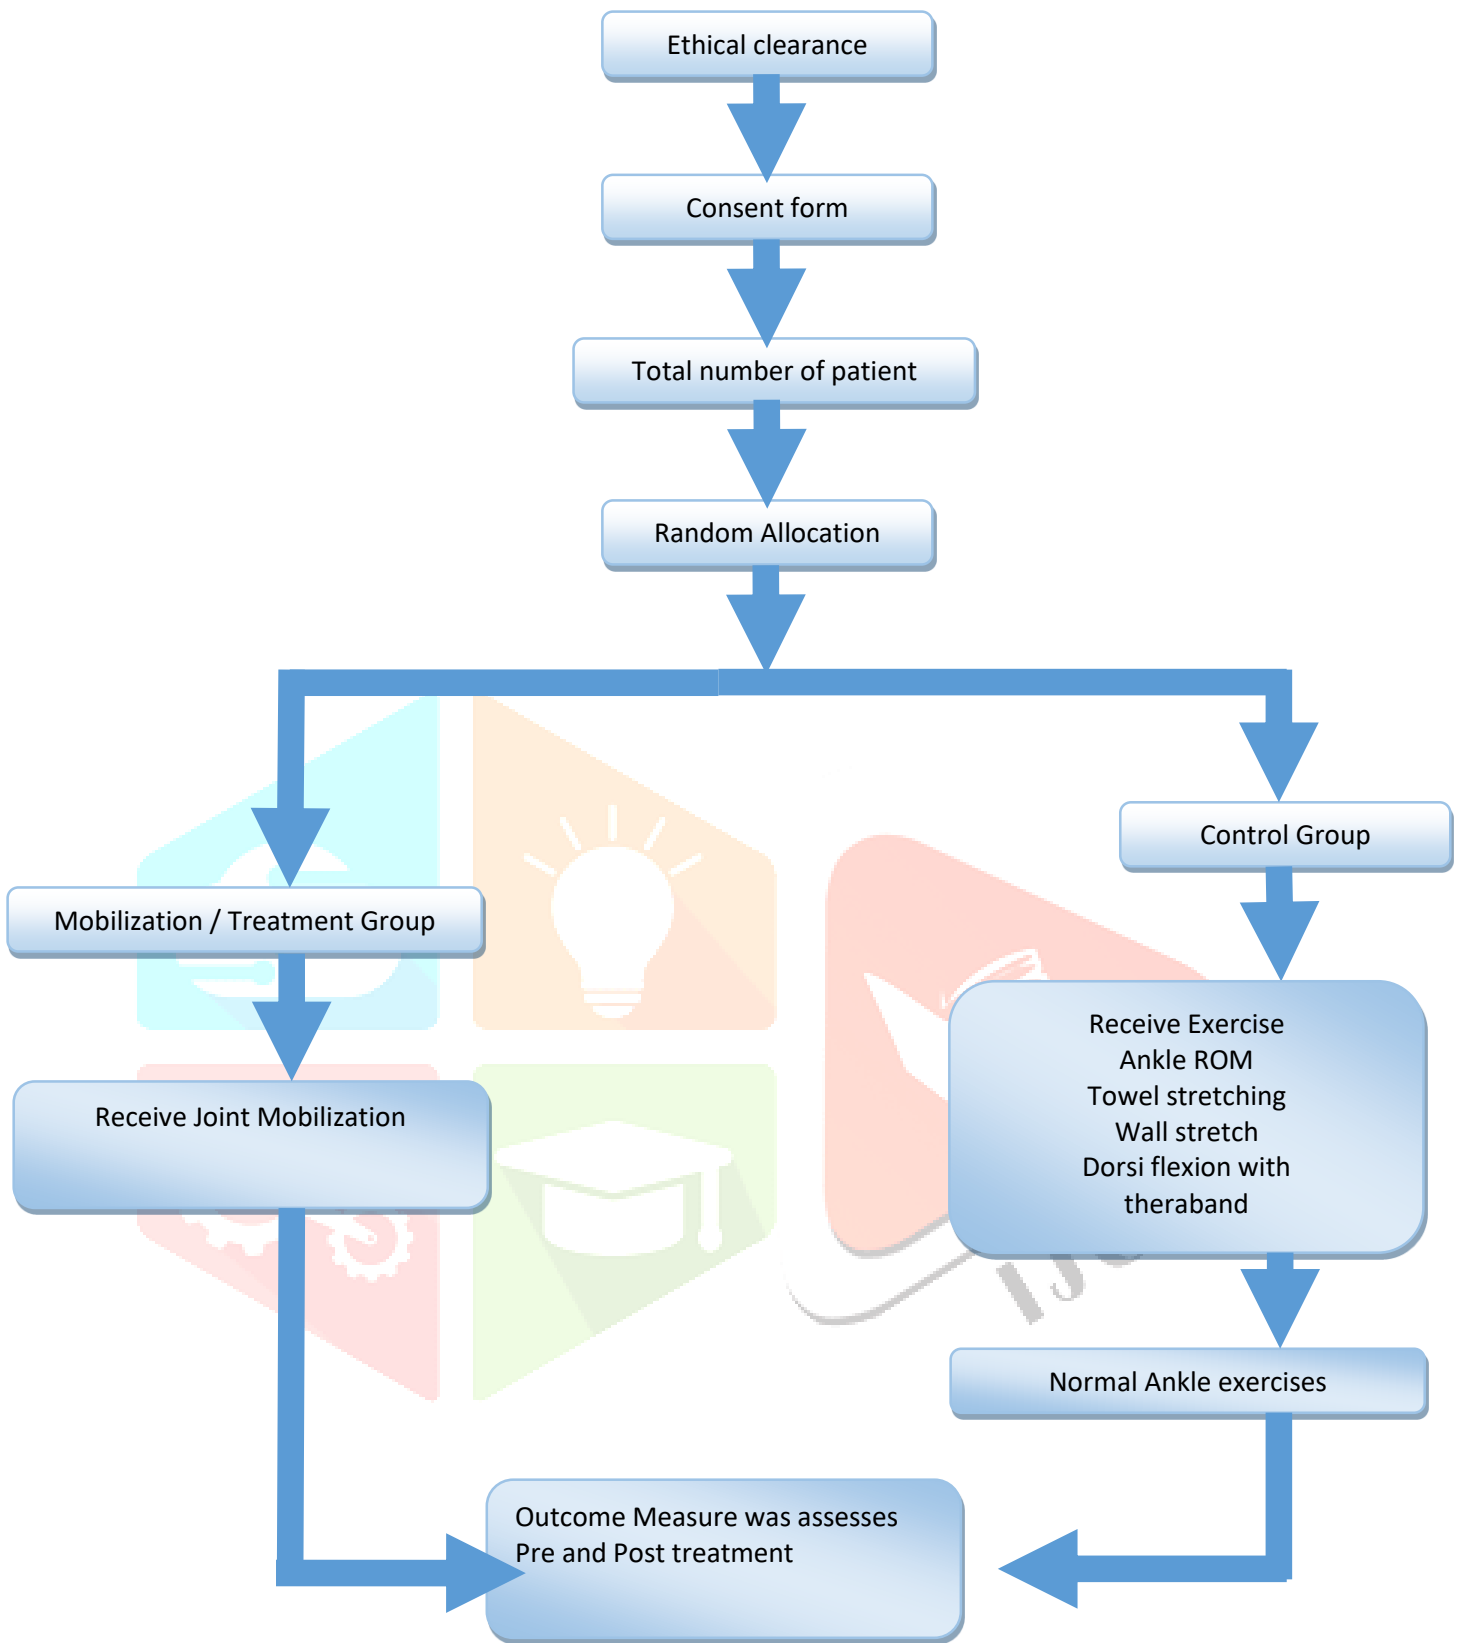 Ethical clearance
Consent form
Total number of patient
Random Allocation
Control Group
Mobilization / Treatment Group
Receive Exercise
Ankle ROM
Towel stretching
Wall stretch
Dorsi flexion with
theraband
Receive Joint Mobilization
Normal Ankle exercises
Outcome Measure was assesses
Pre and Post treatment